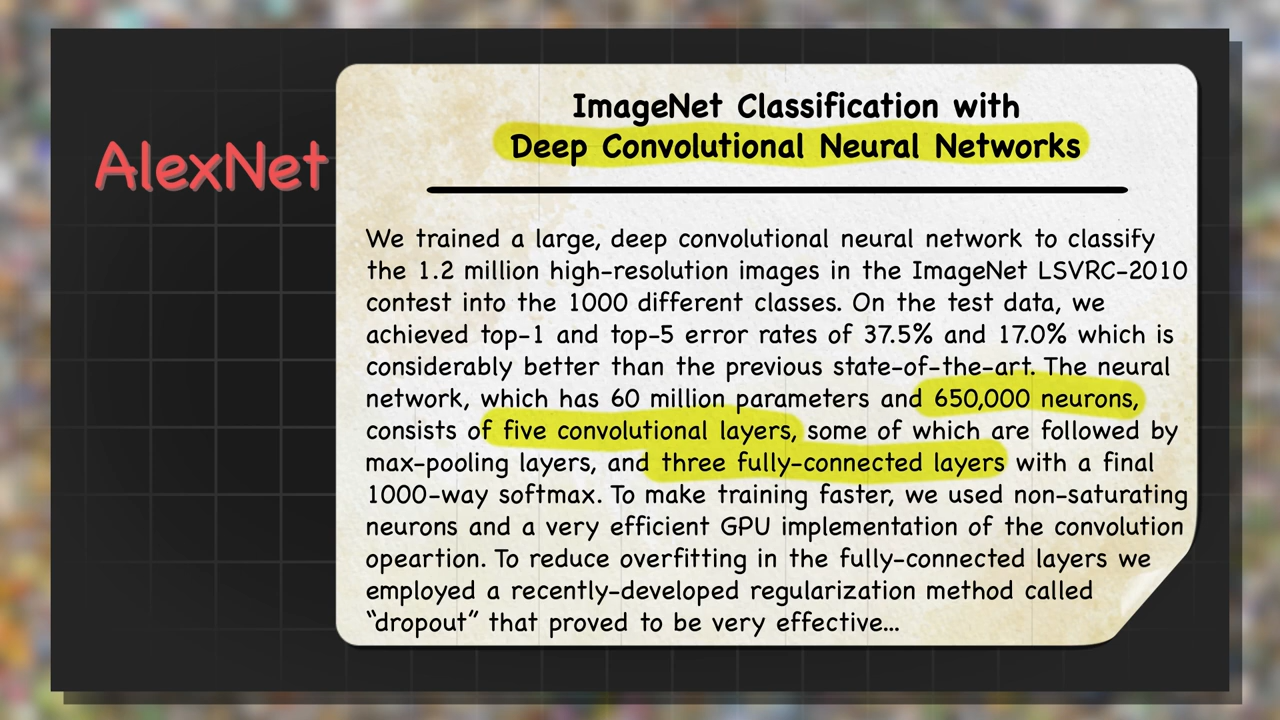 AlexNet
ImageNet Classification with
Deep Convolutional Neural Networks
We trained a large, deep convolutional neural network to classify
the 1.2 million high-resolution images in the ImageNet LSVRC-2010
contest into the 1000 different classes. On the test data, we
achieved top-1 and top-5 error rates of 37.5% and 17.0% which is
considerably better than the previous state-of-the-art. The neural
network, which has 60 million parameters and 650,000 neurons,
consists of five convolutional layers, some of which are followed by
max-pooling layers, and three fully-connected layers with a final
1000-way softmax. To make training faster, we used non-saturating
neurons and a very efficient GPU implementation of the convolution
opeartion. To reduce overfitting in the fully-connected layers we
employed a recently-developed regularization method called
“dropout” that proved to be very effective...